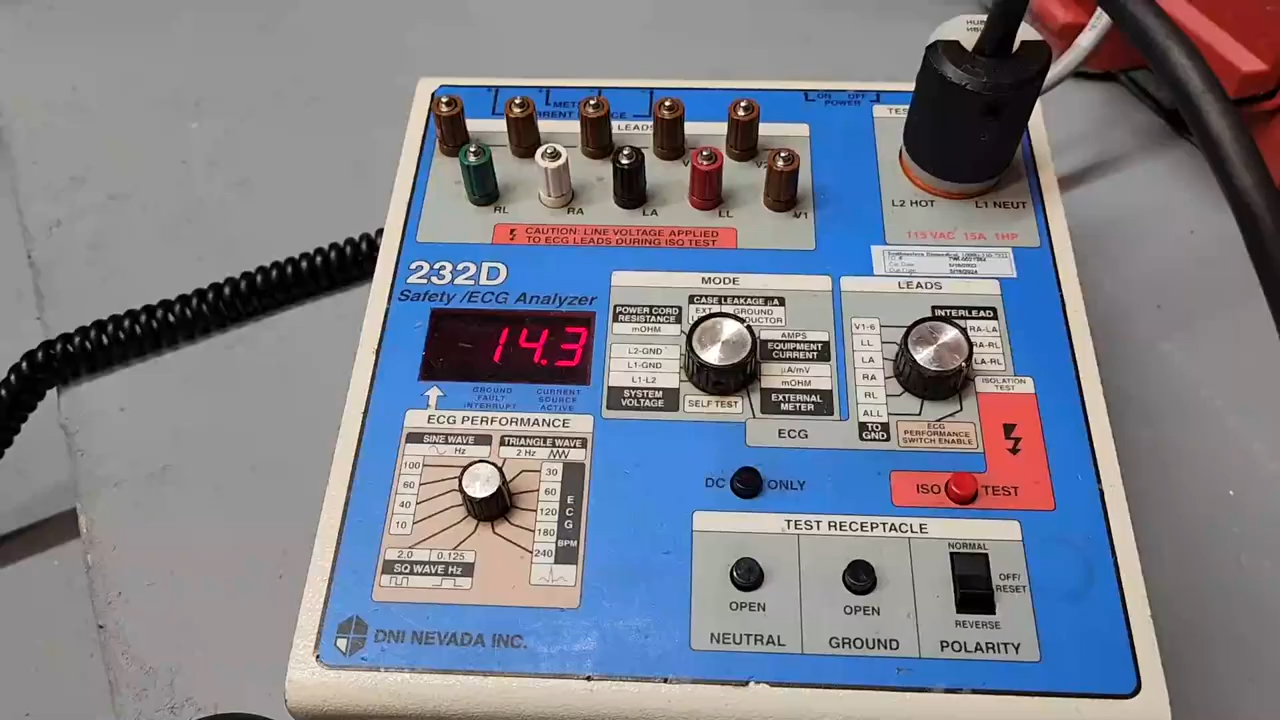 HUB
ON OFF
POWER
LEADS
RL
RA
LA
LL
V1
CAUTION: LINE VOLTAGE APPLIED
TO ECG LEADS DURING ISO TEST
L2 HOT
L1 NEUT
115 VAC 15A 1HP
232D
Safety /ECG Analyzer
14.3
GROUND
FAULT
INTERRUPT
CURRENT
SOURCE
ACTIVE
MODE
CASE LEAKAGE µA
EXT
GROUND
POWER CORD
RESISTANCE
mOHM
L2-GND
L1-GND
L1-L2
SYSTEM
VOLTAGE
SELF TEST
AMPS
EQUIPMENT
CURRENT
µA/mV
mOHM
EXTERNAL
METER
ECG
LEADS
INTERLEAD
V1-6
LL
LA
RA
RL
ALL
TO
GND
RA-LA
RA-RL
LA-RL
ECG
PERFORMANCE
SWITCH ENABLE
ISOLATION
TEST
ECG PERFORMANCE
SINE WAVE
Hz
TRIANGLE WAVE
2 Hz
100
60
40
10
30
60
120
180
240
ECG
BPM
2.0
0.125
SQ WAVE Hz
DC ONLY
ISO TEST
TEST RECEPTACLE
OPEN
NEUTRAL
OPEN
GROUND
NORMAL
OFF/
RESET
REVERSE
POLARITY
DNI NEVADA INC.